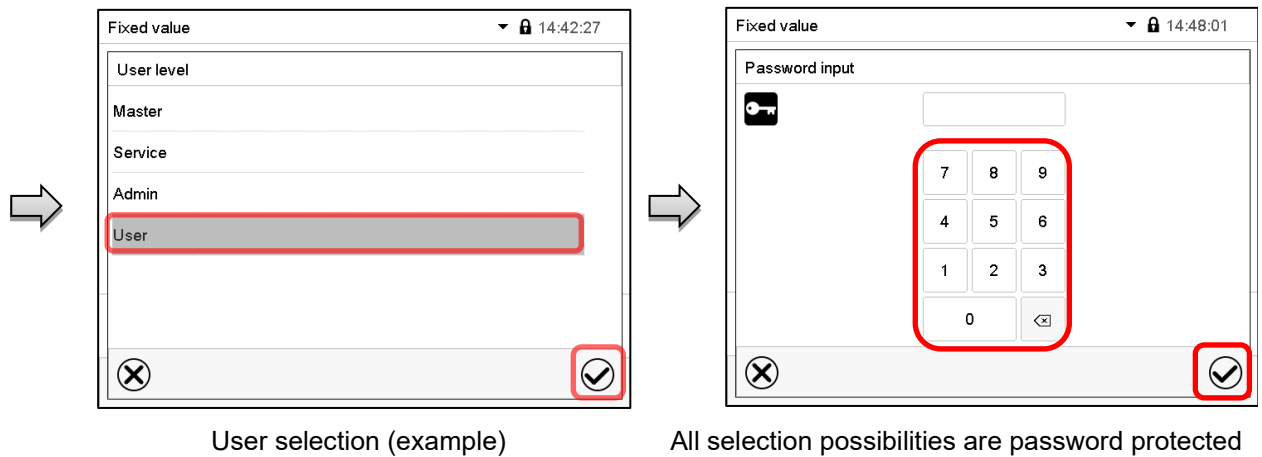 Fixed value 14:42:27
User level
Master
Service
Admin
User
User selection (example)
Fixed value 14:48:01
Password input
7 8 9
4 5 6
1 2 3
0
All selection possibilities are password protected